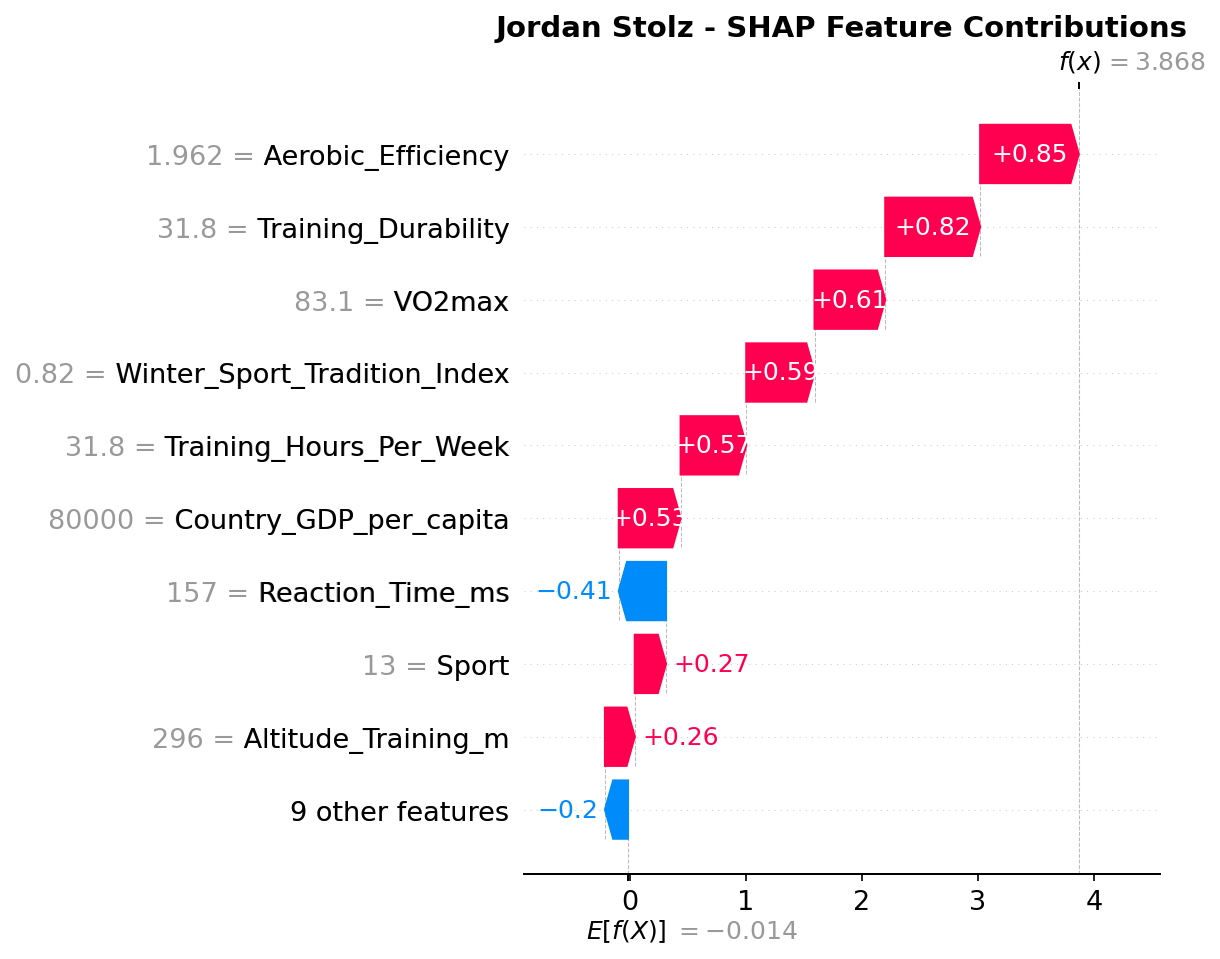 Jordan Stolz - SHAP Feature Contributions
f(x) = 3.868
1.962 = Aerobic_Efficiency +0.85
31.8 = Training_Durability +0.82
83.1 = VO2max +0.61
0.82 = Winter_Sport_Tradition_Index +0.59
31.8 = Training_Hours_Per_Week +0.57
80000 = Country_GDP_per_capita +0.53
157 = Reaction_Time_ms −0.41
13 = Sport +0.27
296 = Altitude_Training_m +0.26
9 other features −0.2
0 1 2 3 4
E[f(X)] = −0.014